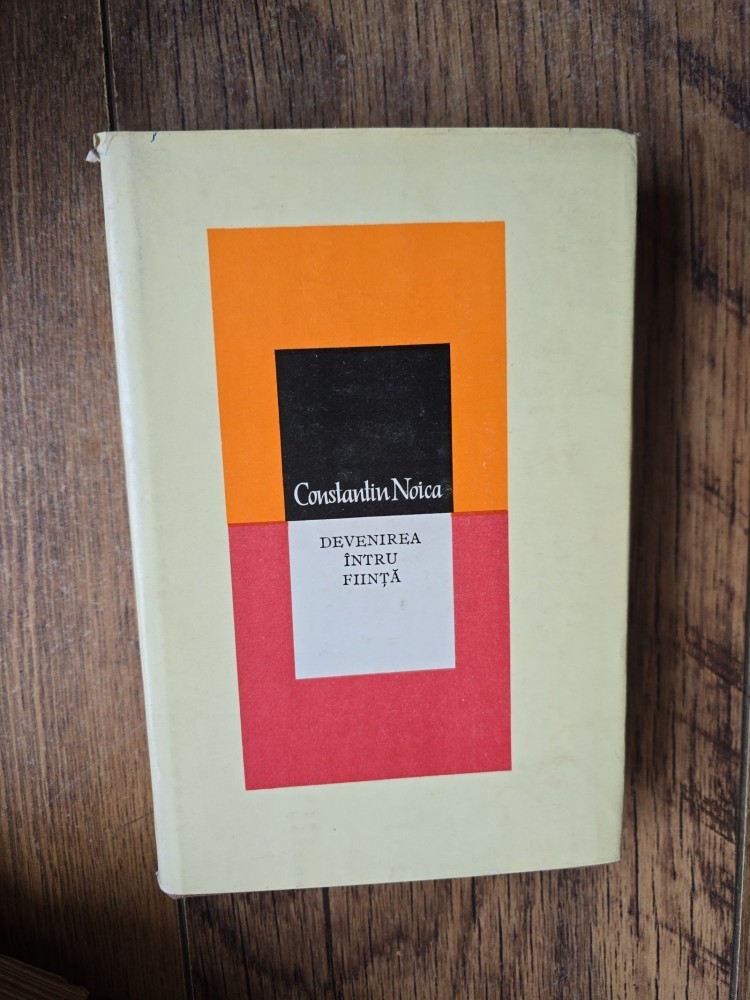 Constantin Noica
DEVENIREA
ÎNTRU
FIINȚĂ